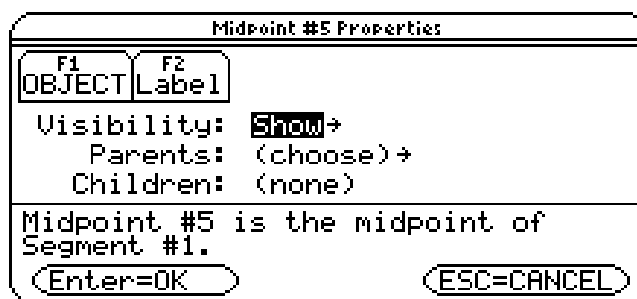 Midpoint #5 Properties
F1 F2
OBJECT Label
Visibility: Show→
Parents: (choose)→
Children: (none)
Midpoint #5 is the midpoint of
Segment #1.
Enter=OK ESC=CANCEL